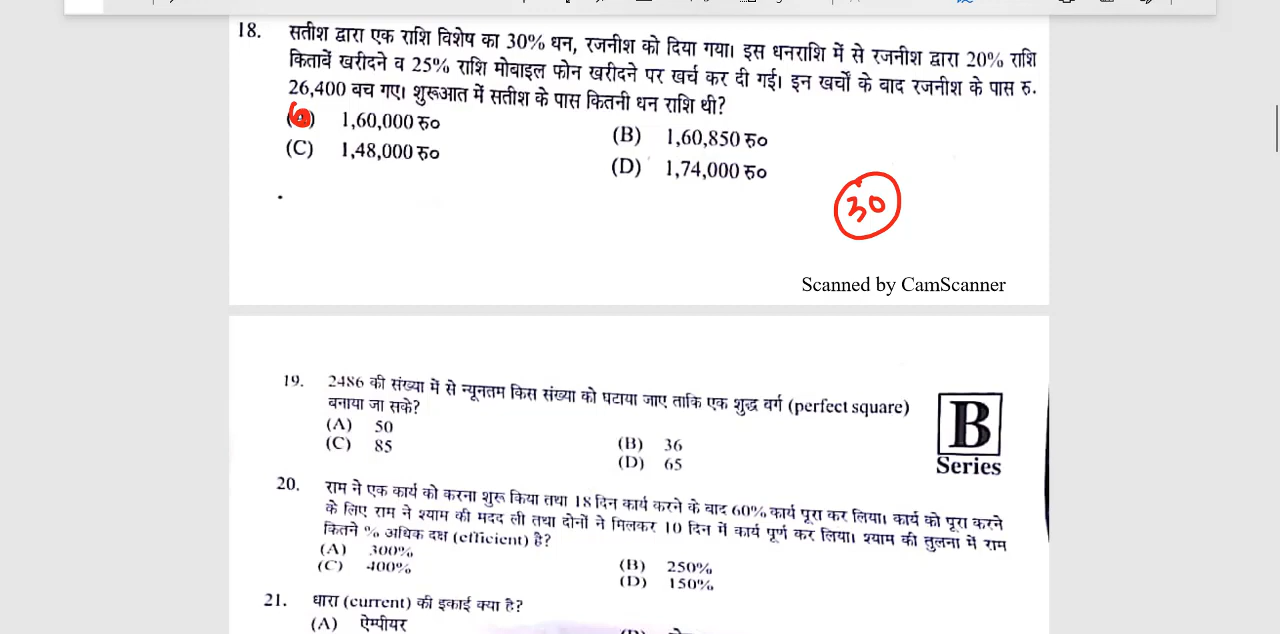 18. सतीश द्वारा एक राशि विशेष का 30% धन, रजनीश को दिया गया। इस धनराशि में से रजनीश द्वारा 20% राशि
किताबें खरीदने व 25% राशि मोबाइल फोन खरीदने पर खर्च कर दी गई। इन खर्चों के बाद रजनीश के पास रु.
26,400 बच गए। शुरूआत में सतीश के पास कितनी धन राशि थी?
1,60,000 रु०
(B) 1,60,850 रु०
(C) 1,48,000 रु०
(D) 1,74,000 रु०
30
Scanned by CamScanner
19. 2486 की संख्या में से न्यूनतम किस संख्या को घटाया जाए ताकि एक शुद्ध वर्ग (perfect square)
बनाया जा सके?
(A) 50
(B) 36
(C) 85
(D) 65
B
Series
20. राम ने एक कार्य को करना शुरू किया तथा 18 दिन कार्य करने के बाद 60% कार्य पूरा कर लिया। कार्य को पूरा करने
के लिए राम ने श्याम की मदद ली तथा दोनों ने मिलकर 10 दिन में कार्य पूर्ण कर लिया। श्याम की तुलना में राम
कितने % अधिक दक्ष (efficient) है?
(A) 300%
(B) 250%
(C) 400%
(D) 150%
21. धारा (current) की इकाई क्या है?
(A) ऐम्पीयर